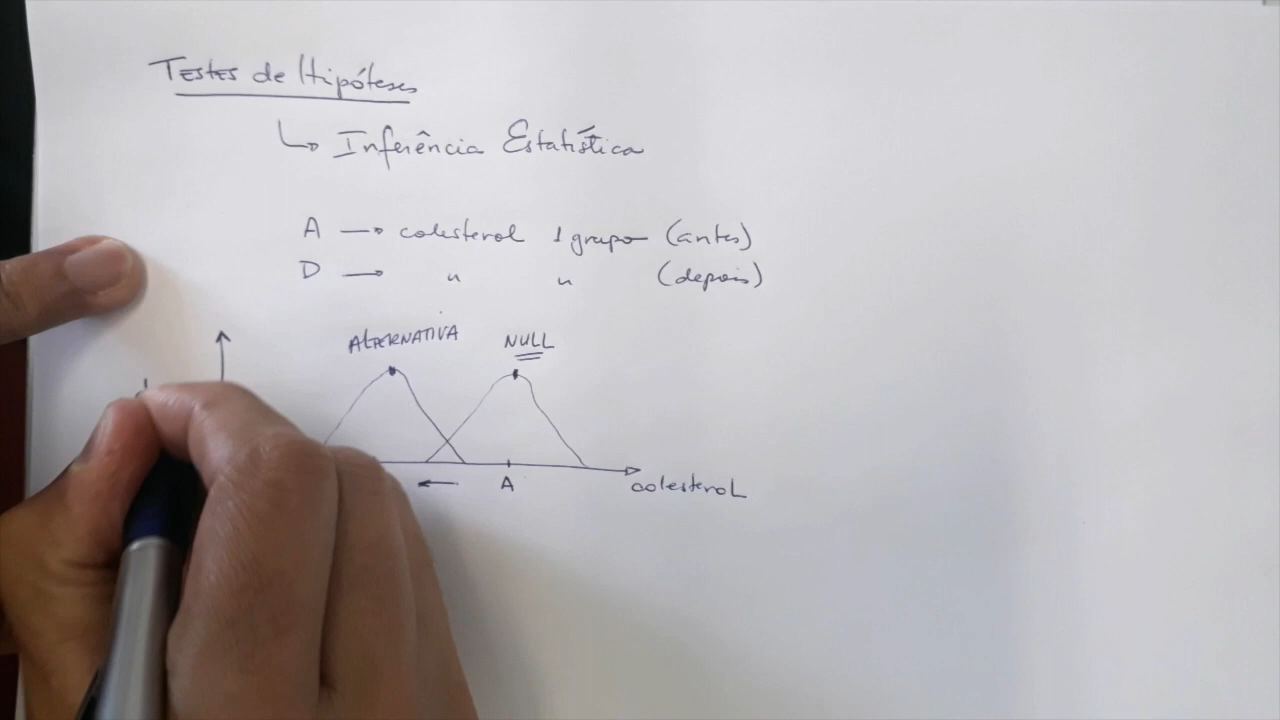 Testes de Hipóteses
↳ Inferência Estatística
A → colesterol 1 grupo (antes)
D → " " (depois)
ALTERNATIVA NULL
← A colesterol